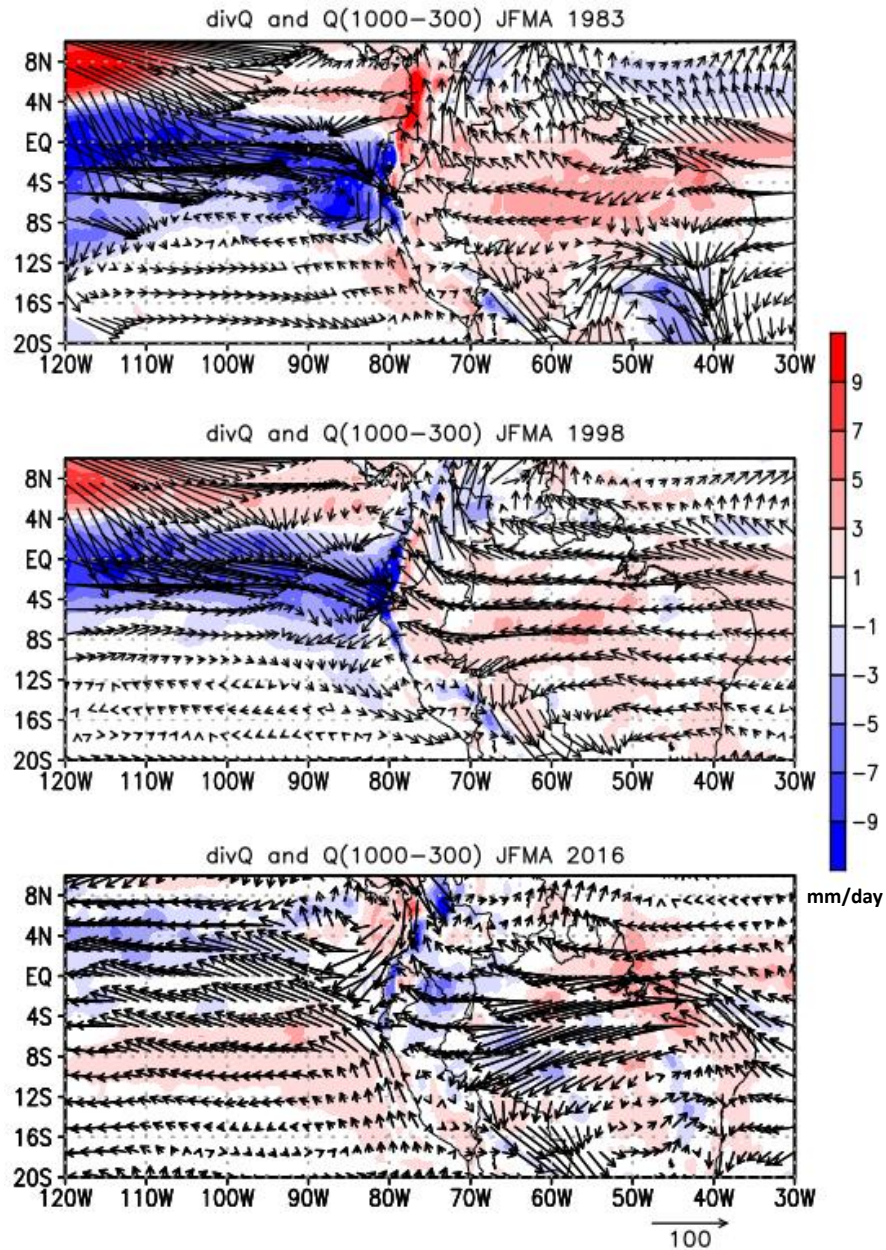 divQ and Q(1000−300) JFMA 1983
8N
4N
EQ
4S
8S
12S
16S
20S
120W 110W 100W 90W 80W 70W 60W 50W 40W 30W
divQ and Q(1000−300) JFMA 1998
8N
4N
EQ
4S
8S
12S
16S
20S
120W 110W 100W 90W 80W 70W 60W 50W 40W 30W
9
7
5
3
1
−1
−3
−5
−7
−9
mm/day
divQ and Q(1000−300) JFMA 2016
8N
4N
EQ
4S
8S
12S
16S
20S
120W 110W 100W 90W 80W 70W 60W 50W 40W 30W
100